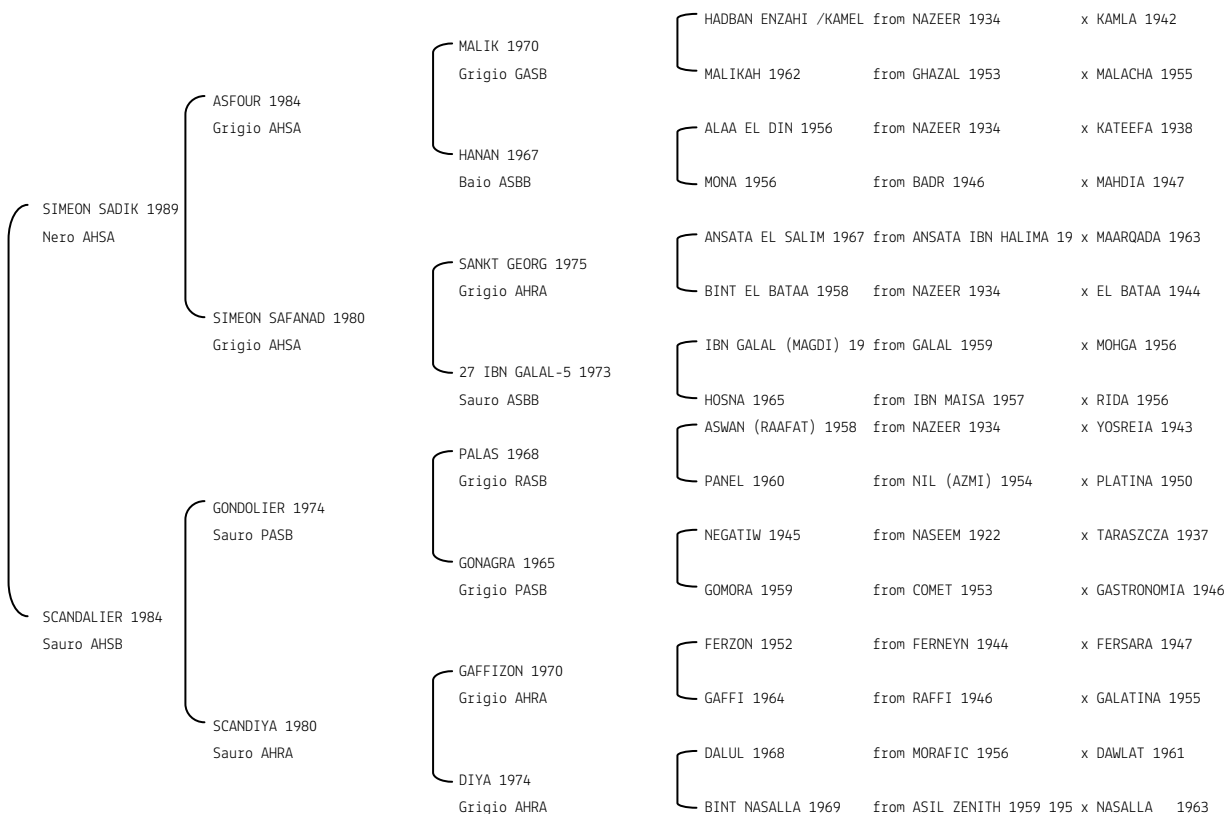 HADBAN ENZAHI /KAMEL from NAZEER 1934 x KAMLA 1942
MALIK 1970
Grigio GASB
MALIKAH 1962 from GHAZAL 1953 x MALACHA 1955
ASFOUR 1984
Grigio AHSA
ALAA EL DIN 1956 from NAZEER 1934 x KATEEFA 1938
HANAN 1967
Baio ASBB
MONA 1956 from BADR 1946 x MAHDIA 1947
SIMEON SADIK 1989
Nero AHSA
ANSATA EL SALIM 1967 from ANSATA IBN HALIMA 19 x MAARQADA 1963
SANKT GEORG 1975
Grigio AHRA
BINT EL BATAA 1958 from NAZEER 1934 x EL BATAA 1944
SIMEON SAFANAD 1980
Grigio AHSA
IBN GALAL (MAGDI) 19 from GALAL 1959 x MOHGA 1956
27 IBN GALAL-5 1973
Sauro ASBB
HOSNA 1965 from IBN MAISA 1957 x RIDA 1956
ASWAN (RAAFAT) 1958 from NAZEER 1934 x YOSREIA 1943
PALAS 1968
Grigio RASB
PANEL 1960 from NIL (AZMI) 1954 x PLATINA 1950
GONDOLIER 1974
Sauro PASB
NEGATIW 1945 from NASEEM 1922 x TARASZCZA 1937
GONAGRA 1965
Grigio PASB
GOMORA 1959 from COMET 1953 x GASTRONOMIA 1946
SCANDALIER 1984
Sauro AHSB
FERZON 1952 from FERNEYN 1944 x FERSARA 1947
GAFFIZON 1970
Grigio AHRA
GAFFI 1964 from RAFFI 1946 x GALATINA 1955
SCANDIYA 1980
Sauro AHRA
DALUL 1968 from MORAFIC 1956 x DAWLAT 1961
DIYA 1974
Grigio AHRA
BINT NASALLA 1969 from ASIL ZENITH 1959 195 x NASALLA 1963